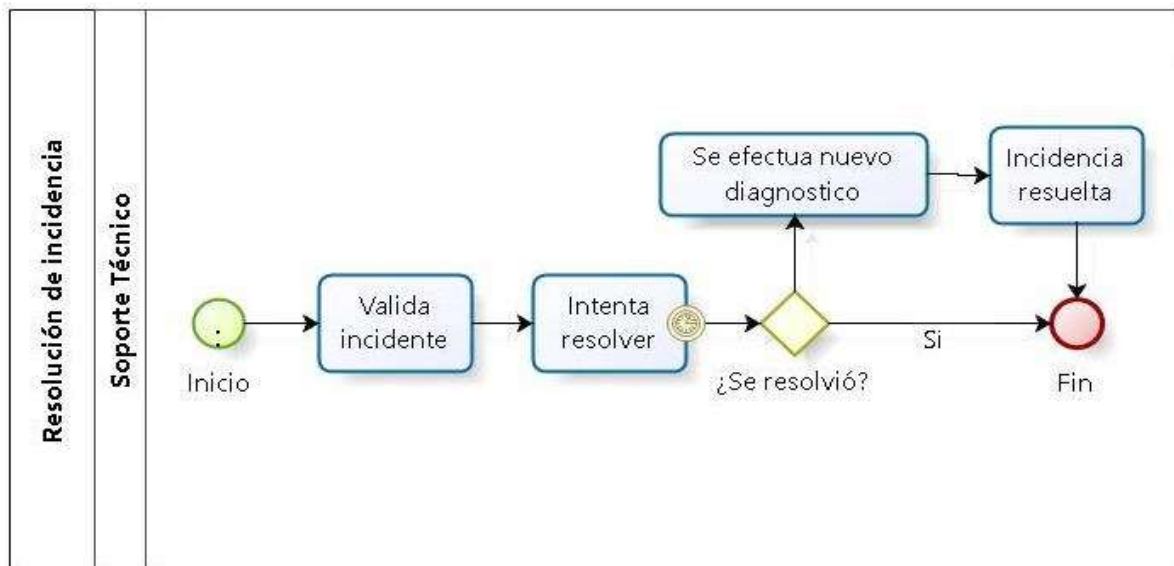 Resolución de incidencia
Soporte Técnico
Inicio
Valida
incidente
Intenta
resolver
¿Se resolvió?
Se efectua nuevo
diagnostico
Incidencia
resuelta
Si
Fin